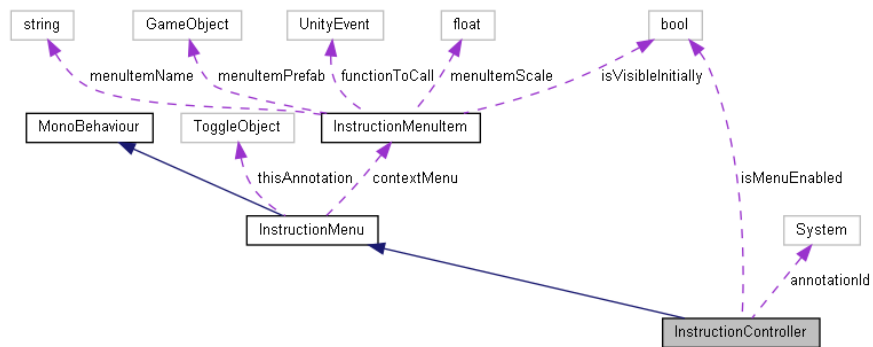 string
GameObject
UnityEvent
float
bool
menuItemName
menuItemPrefab
functionToCall
menuItemScale
isVisibleInitially
MonoBehaviour
ToggleObject
InstructionMenuItem
thisAnnotation
contextMenu
isMenuEnabled
InstructionMenu
System
annotationId
InstructionController